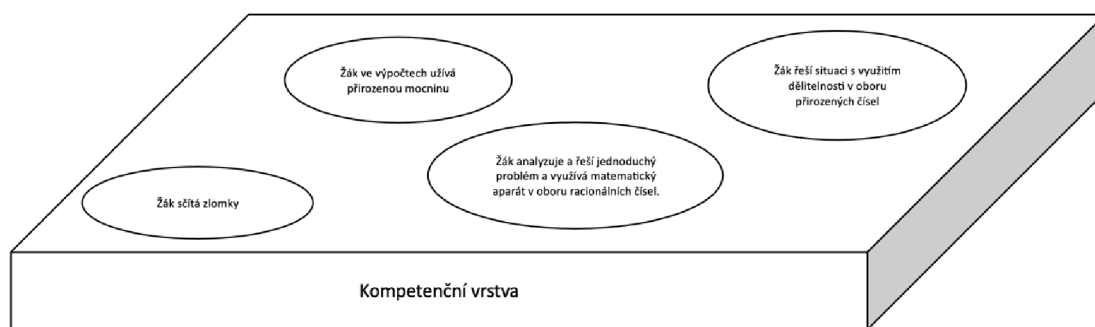 Žák ve výpočtech užívá
přirozenou mocninu
Žák řeší situaci s využitím
dělitelnosti v oboru
přirozených čísel
Žák analyzuje a řeší jednoduchý
problém a využívá matematický
aparát v oboru racionálních čísel.
Žák sčítá zlomky
Kompetenční vrstva